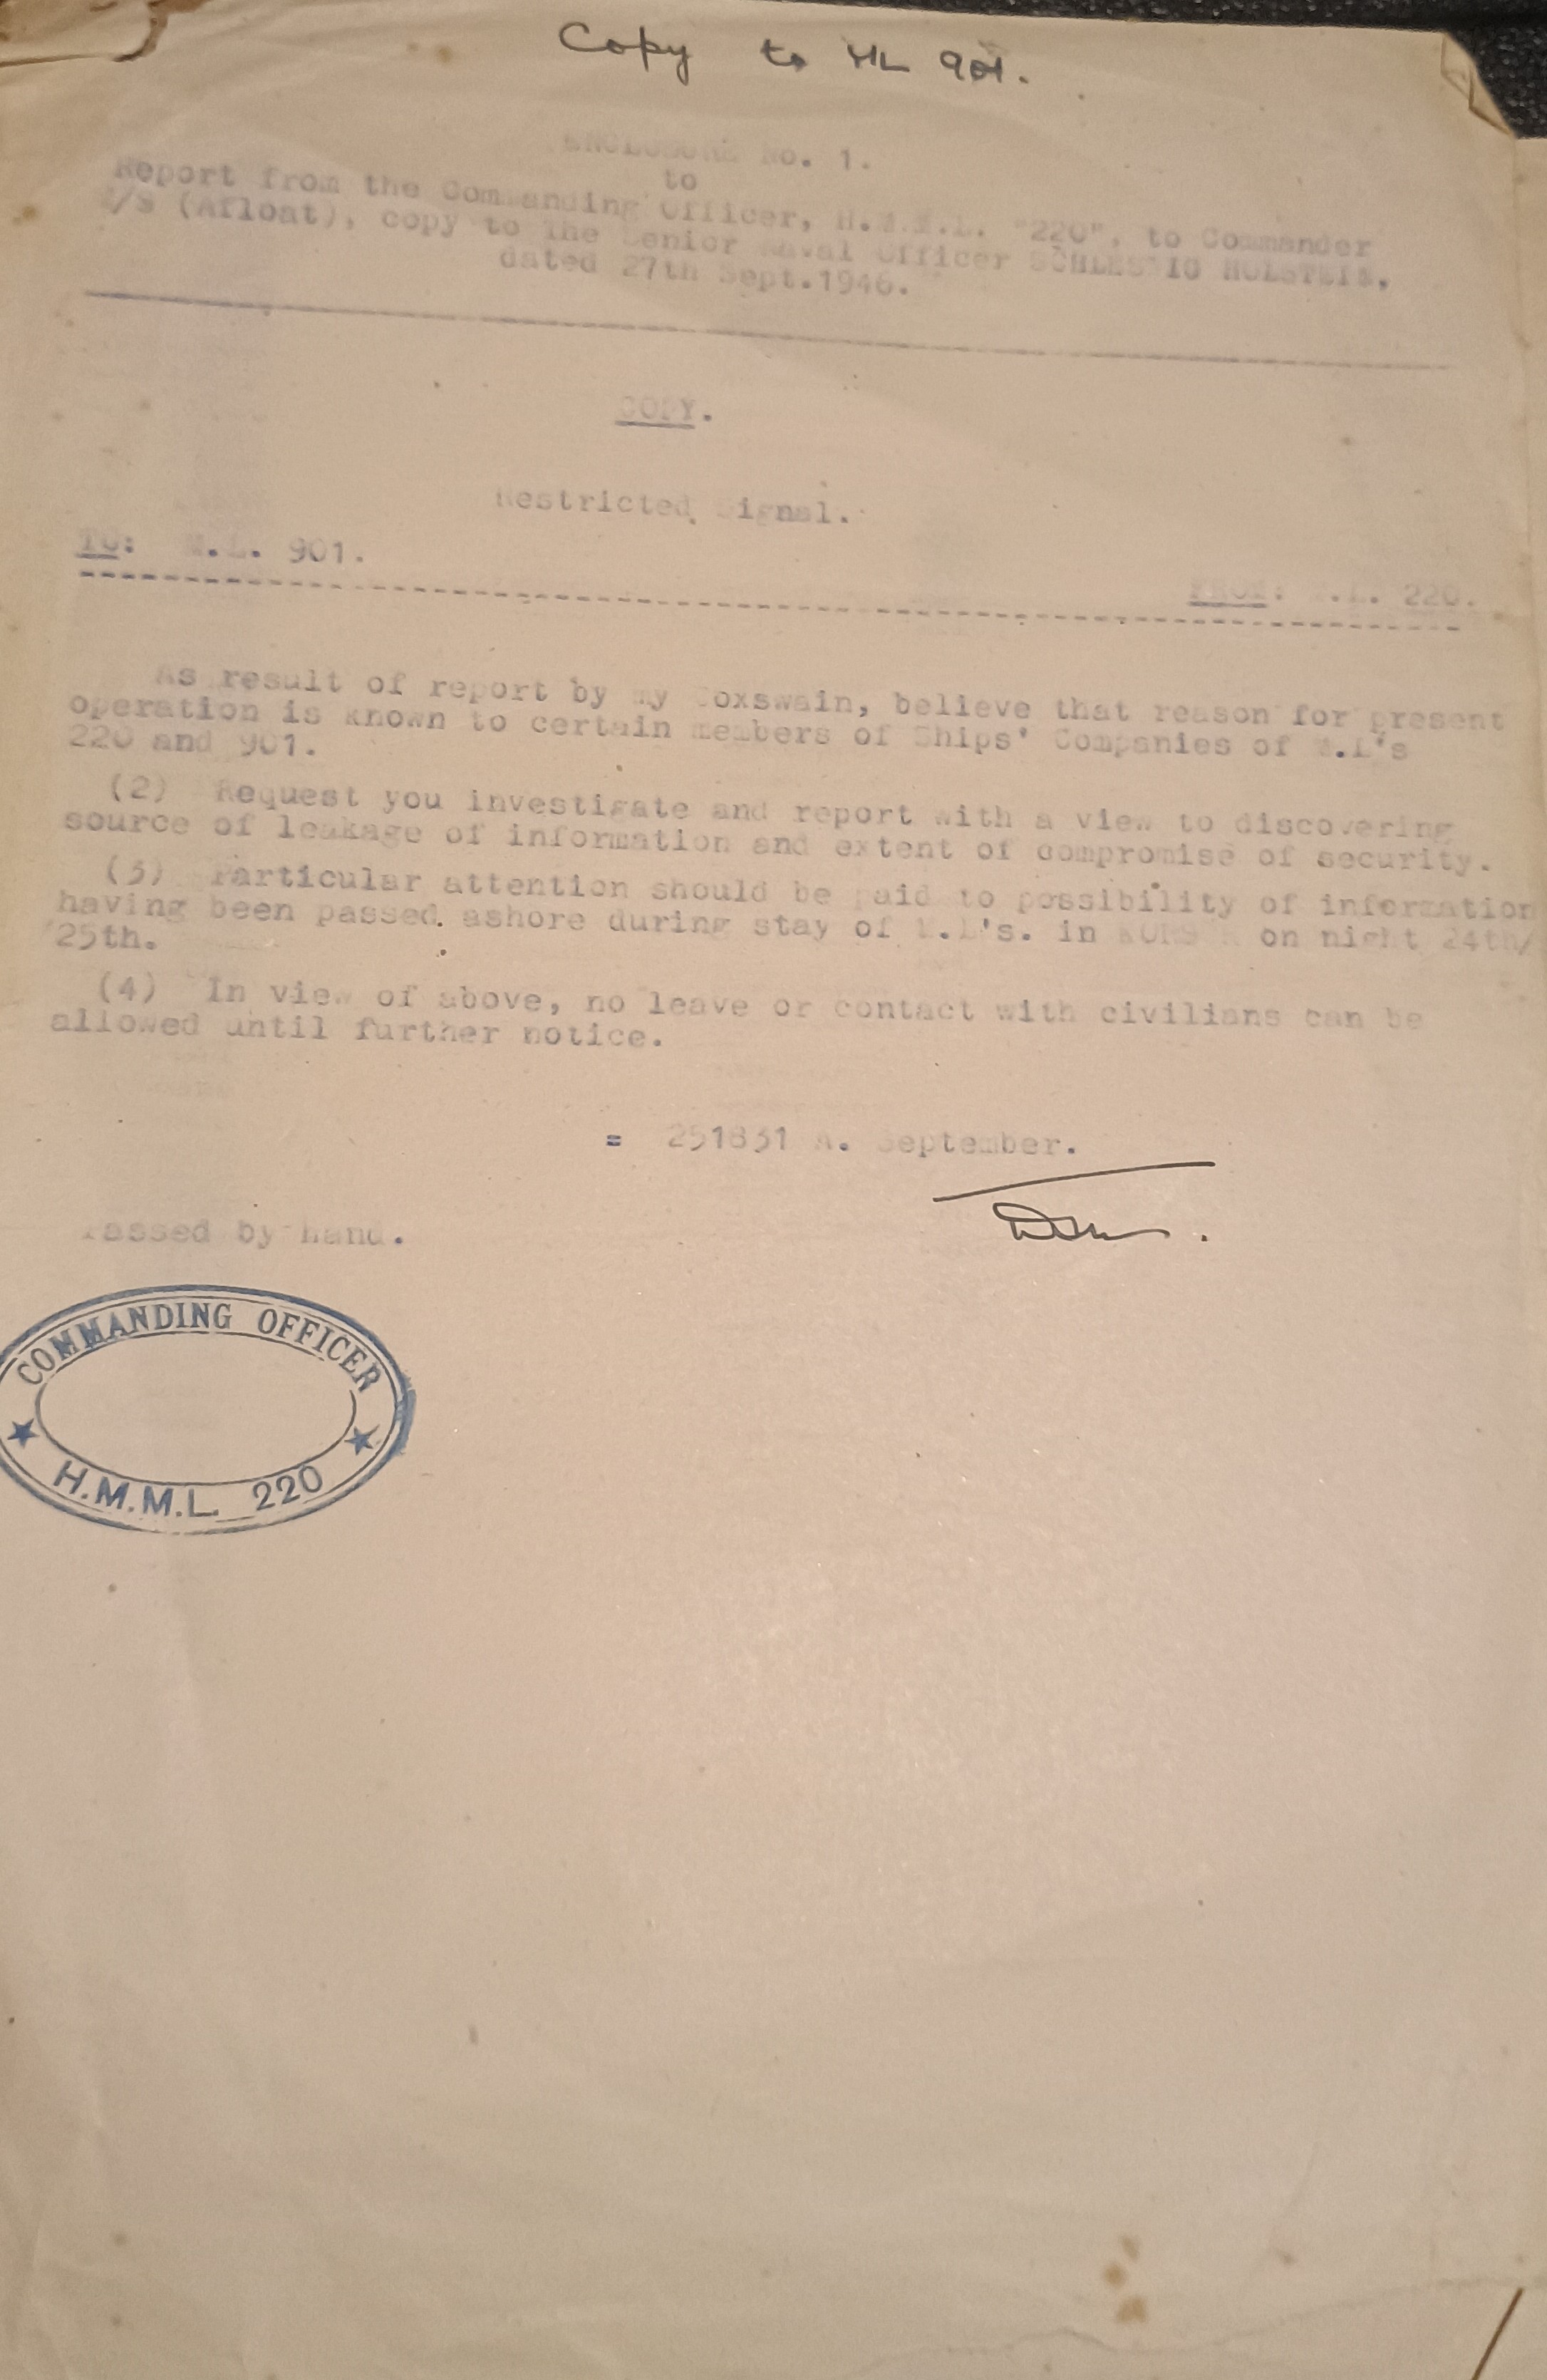 Copy to ML 901.
ENCLOSURE No. 1.
to
Report from the Commanding Officer, H.M.M.L. "220", to Commander
M/S (Afloat), copy to The Senior Naval Officer SCHLESWIG HOLSTEIN,
dated 27th Sept.1946.
COPY.
Restricted Signal.
TO: M.L. 901.
FROM: M.L. 220.
As result of report by my Coxswain, believe that reason for present
operation is known to certain members of Ships' Companies of M.L's
220 and 901.
(2) Request you investigate and report with a view to discovering
source of leakage of information and extent of compromise of security.
(3) Particular attention should be paid to possibility of information
having been passed ashore during stay of M.L's. in on night 24th/
25th.
(4) In view of above, no leave or contact with civilians can be
allowed until further notice.
= 251831 A. September.
Passed by hand.
COMMANDING OFFICER
H.M.M.L. 220